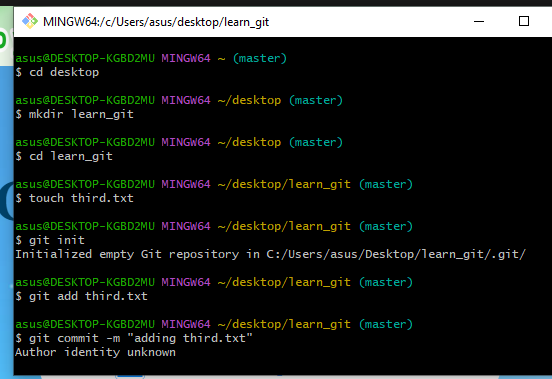 MINGW64:/c/Users/asus/desktop/learn_git
asus@DESKTOP-KGBD2MU MINGW64 ~ (master)
$ cd desktop
asus@DESKTOP-KGBD2MU MINGW64 ~/desktop (master)
$ mkdir learn_git
asus@DESKTOP-KGBD2MU MINGW64 ~/desktop (master)
$ cd learn_git
asus@DESKTOP-KGBD2MU MINGW64 ~/desktop/learn_git (master)
$ touch third.txt
asus@DESKTOP-KGBD2MU MINGW64 ~/desktop/learn_git (master)
$ git init
Initialized empty Git repository in C:/Users/asus/Desktop/learn_git/.git/
asus@DESKTOP-KGBD2MU MINGW64 ~/desktop/learn_git (master)
$ git add third.txt
asus@DESKTOP-KGBD2MU MINGW64 ~/desktop/learn_git (master)
$ git commit -m "adding third.txt"
Author identity unknown